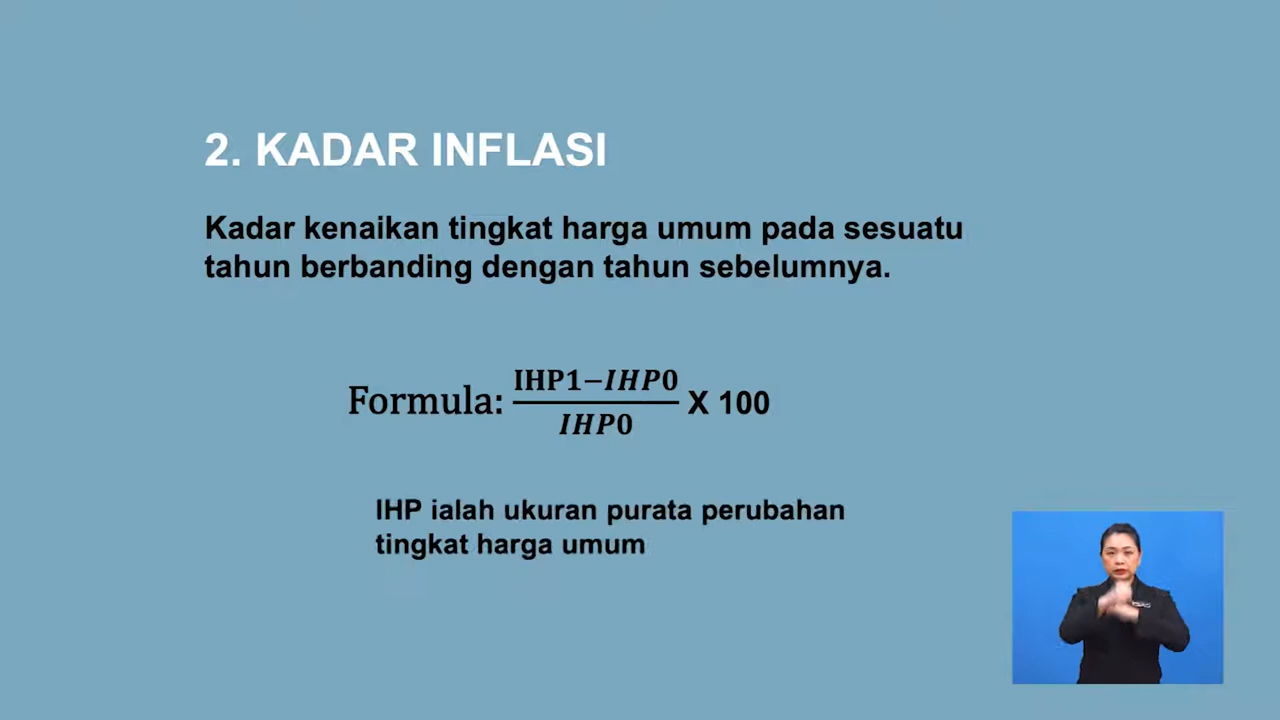 2. KADAR INFLASI
Kadar kenaikan tingkat harga umum pada sesuatu
tahun berbanding dengan tahun sebelumnya.
Formula: IHP1−IHP0 / IHP0 X 100
IHP ialah ukuran purata perubahan
tingkat harga umum